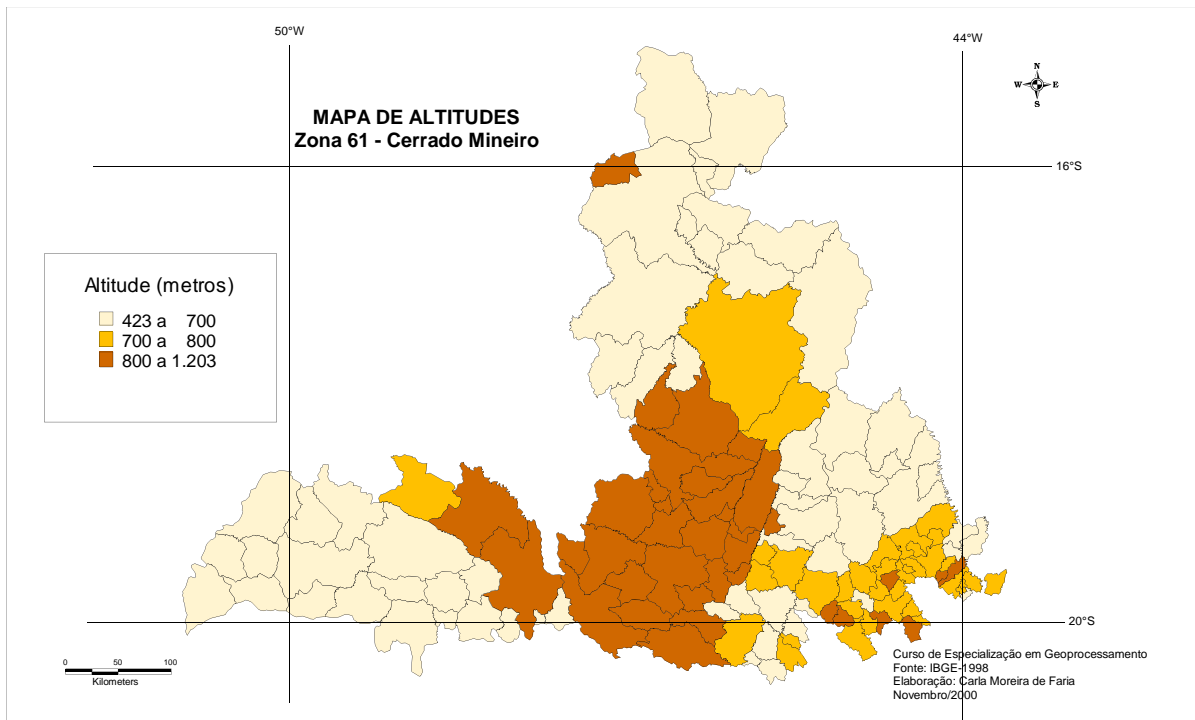 50°W
44°W
N
W E
S
MAPA DE ALTITUDES
Zona 61 - Cerrado Mineiro
16°S
Altitude (metros)
423 a 700
700 a 800
800 a 1.203
20°S
0 50 100
Kilometers
Curso de Especialização em Geoprocessamento
Fonte: IBGE-1998
Elaboração: Carla Moreira de Faria
Novembro/2000